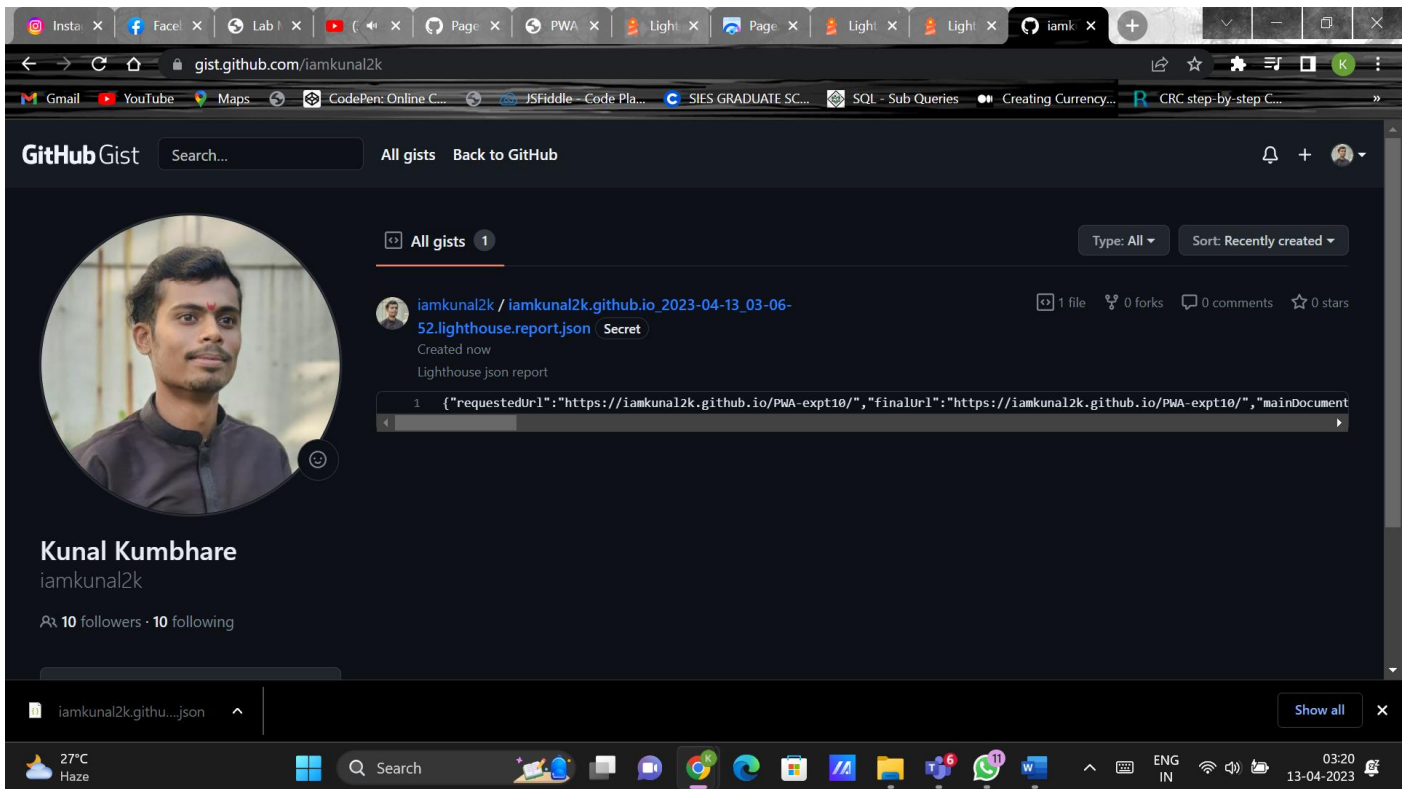 Insta
Facel
Lab M
(
Page
PWA
Light
Page
Light
Light
iamk
gist.github.com/iamkunal2k
K
Gmail
YouTube
Maps
CodePen: Online C...
JSFiddle - Code Pla...
SIES GRADUATE SC...
SQL - Sub Queries
Creating Currency...
CRC step-by-step C...
»
GitHub Gist
Search...
All gists
Back to GitHub
All gists 1
Type: All
Sort: Recently created
iamkunal2k / iamkunal2k.github.io_2023-04-13_03-06-
52.lighthouse.report.json Secret
1 file
0 forks
0 comments
0 stars
Created now
Lighthouse json report
1 {"requestedUrl":"https://iamkunal2k.github.io/PWA-expt10/","finalUrl":"https://iamkunal2k.github.io/PWA-expt10/","mainDocument
Kunal Kumbhare
iamkunal2k
10 followers · 10 following
iamkunal2k.githu....json
Show all
27°C
Haze
Search
6
11
ENG
IN
03:20
13-04-2023